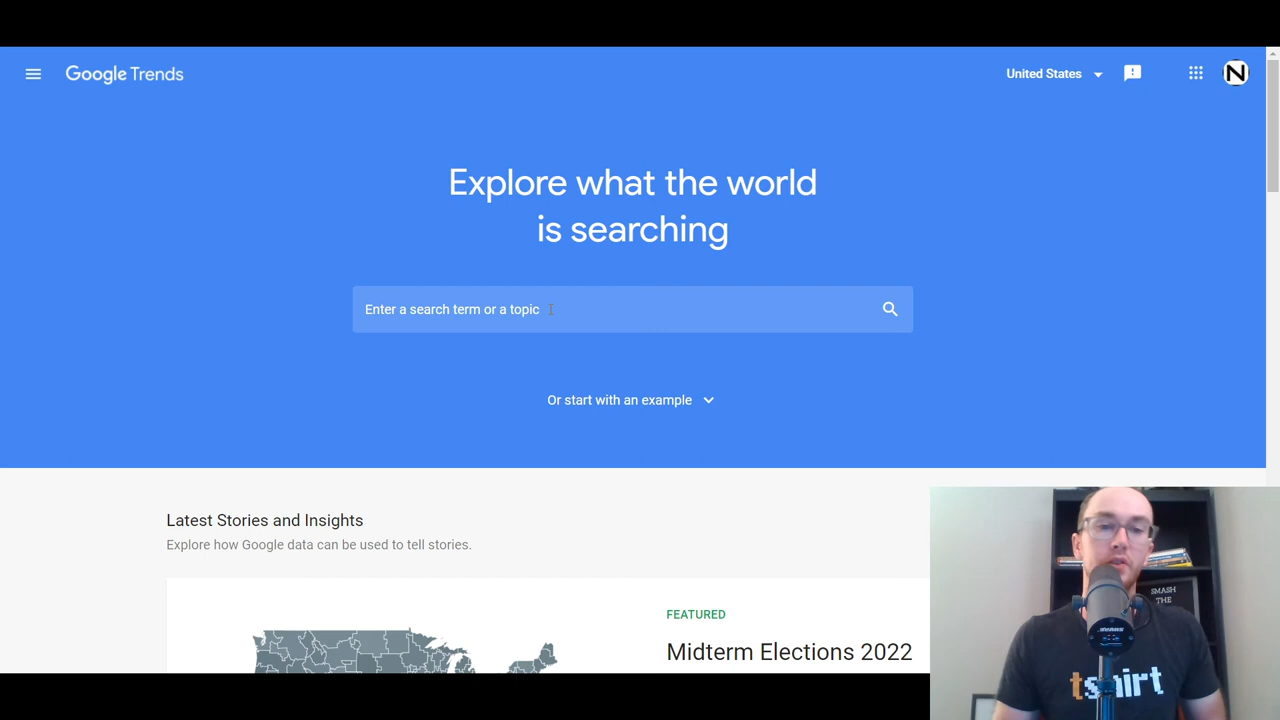 Google Trends
United States
N
Explore what the world
is searching
Enter a search term or a topic
Or start with an example
Latest Stories and Insights
Explore how Google data can be used to tell stories.
FEATURED
Midterm Elections 2022
SMASH
THE
tshirt